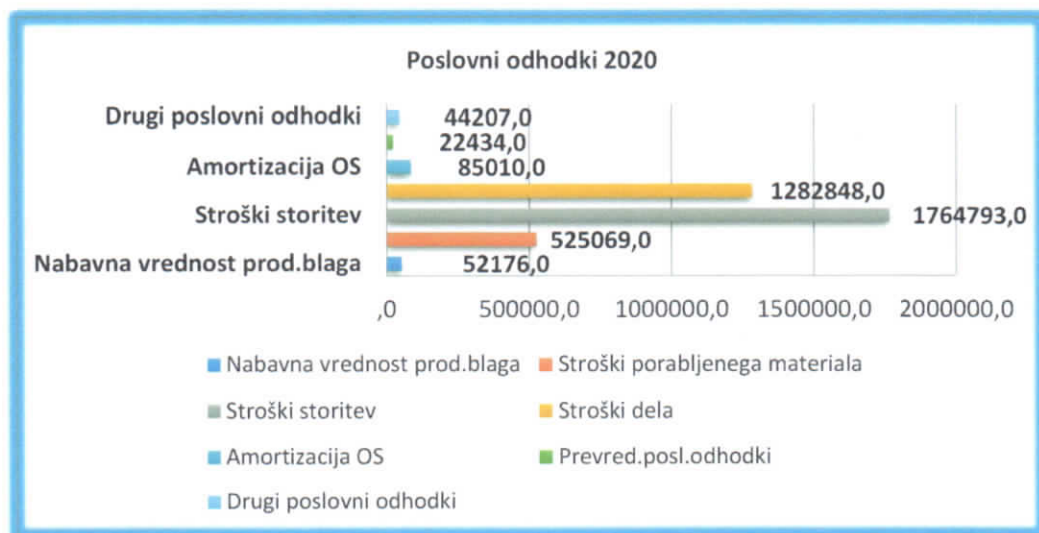 Poslovni odhodki 2020
Drugi poslovni odhodki 44207,0
22434,0
Amortizacija OS 85010,0
1282848,0
Stroški storitev 1764793,0
525069,0
Nabavna vrednost prod.blaga 52176,0
,0 500000,0 1000000,0 1500000,0 2000000,0
Nabavna vrednost prod.blaga Stroški porabljenega materiala
Stroški storitev Stroški dela
Amortizacija OS Prevred.posl.odhodki
Drugi poslovni odhodki